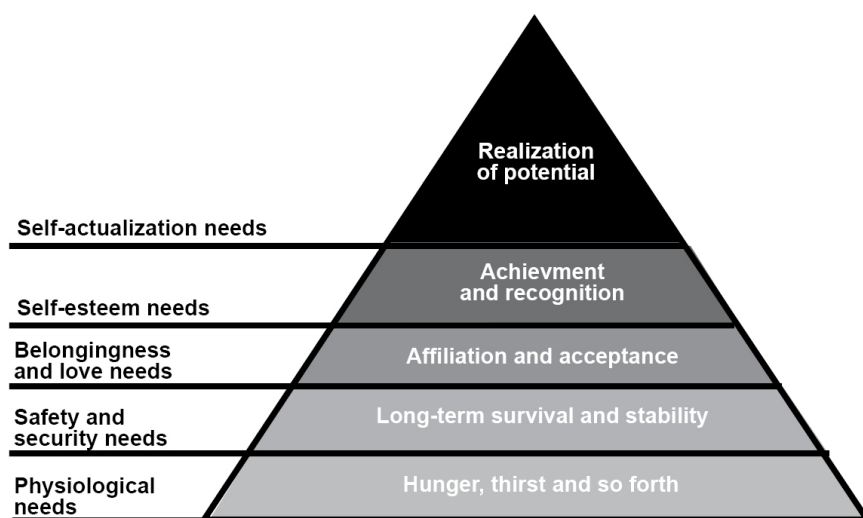 Realization
of potential
Self-actualization needs
Achievment
and recognition
Self-esteem needs
Belongingness
and love needs
Affiliation and acceptance
Safety and
security needs
Long-term survival and stability
Physiological
needs
Hunger, thirst and so forth